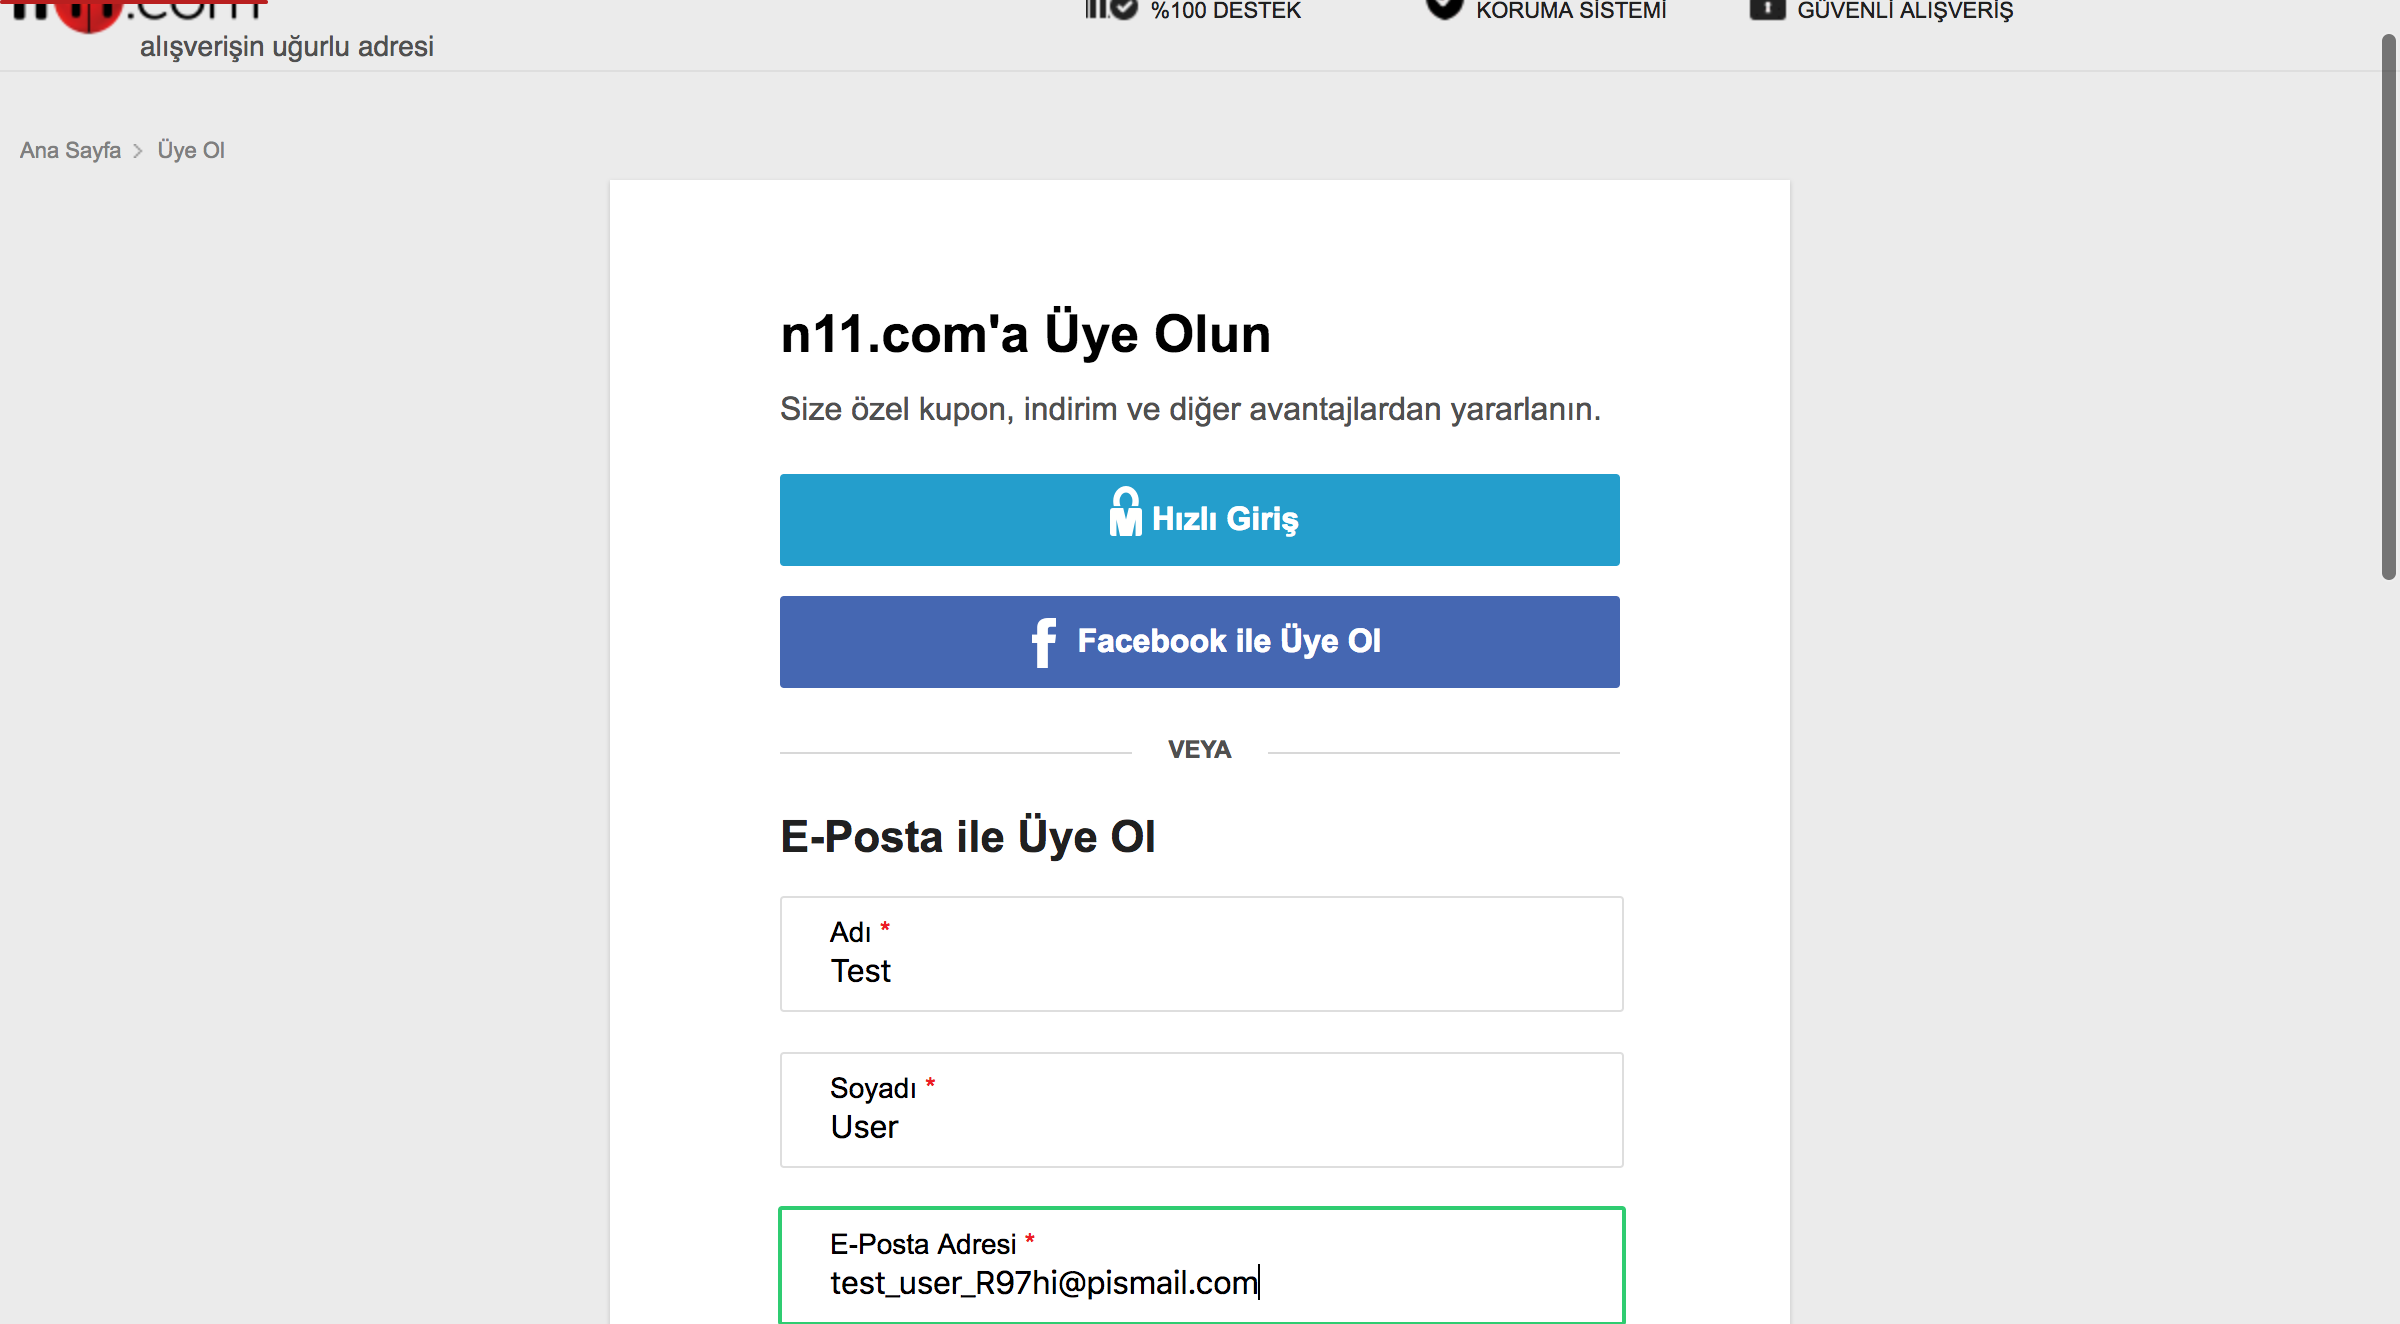 n11.com
alışverişin uğurlu adresi
%100 DESTEK
KORUMA SİSTEMİ
GÜVENLİ ALIŞVERİŞ
Ana Sayfa > Üye Ol
n11.com'a Üye Olun
Size özel kupon, indirim ve diğer avantajlardan yararlanın.
Hızlı Giriş
Facebook ile Üye Ol
VEYA
E-Posta ile Üye Ol
Adı *
Test
Soyadı *
User
E-Posta Adresi *
test_user_R97hi@pismail.com